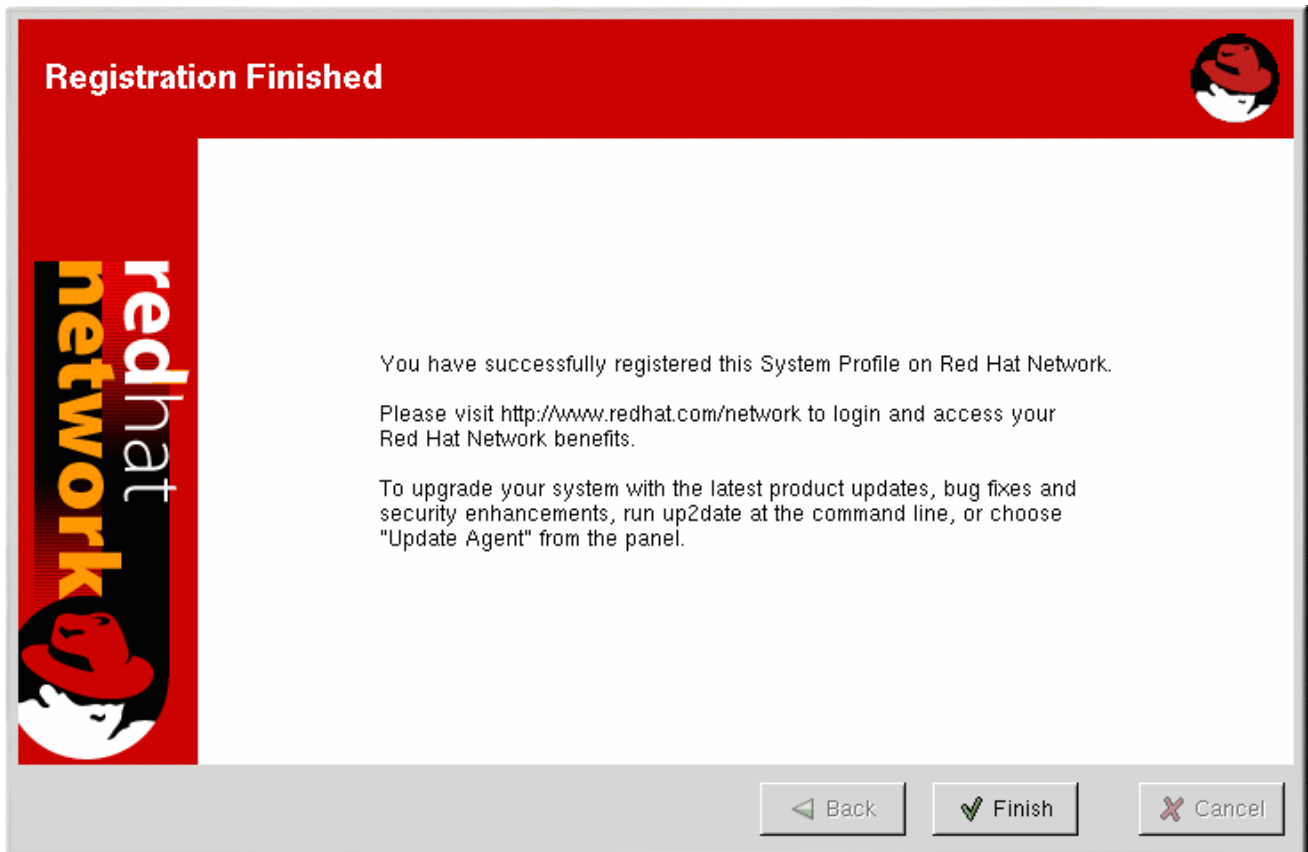 Registration Finished
redhat
network
You have successfully registered this System Profile on Red Hat Network.
Please visit http://www.redhat.com/network to login and access your
Red Hat Network benefits.
To upgrade your system with the latest product updates, bug fixes and
security enhancements, run up2date at the command line, or choose
"Update Agent" from the panel.
Back
Finish
Cancel